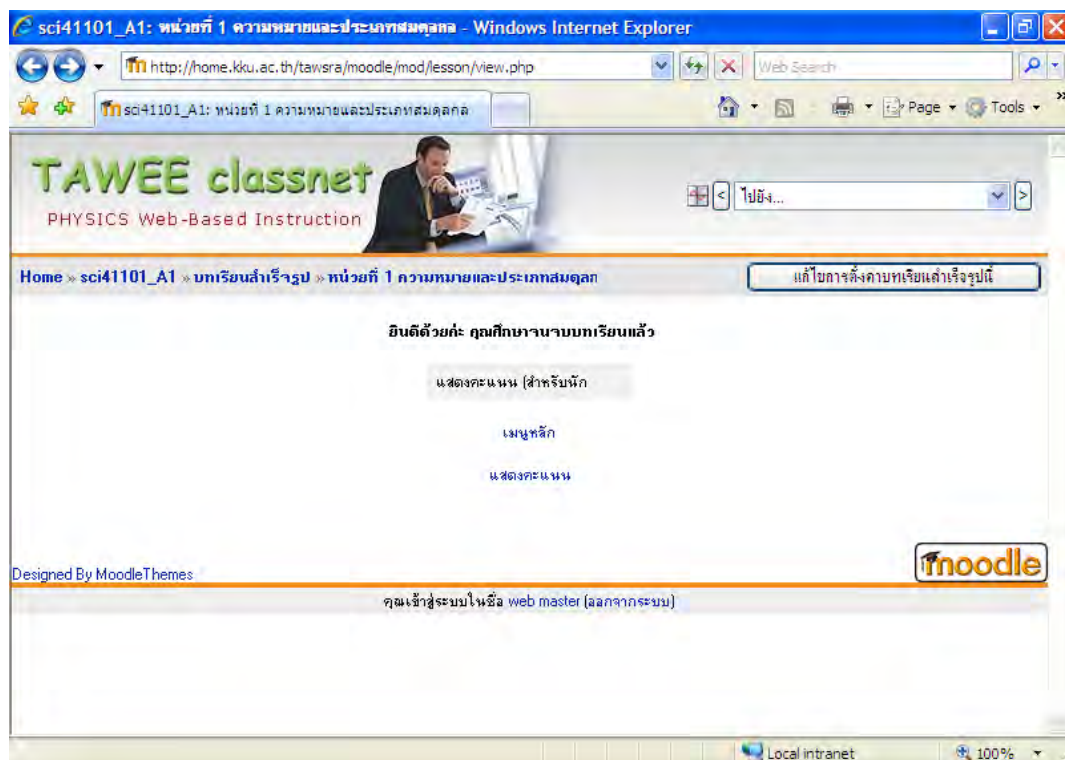 sci41101_A1: หน่วยที่ 1 ความหมายและประเภทสมดุลกล - Windows Internet Explorer
http://home.kku.ac.th/tawsra/moodle/mod/lesson/view.php
Web Search
sci41101_A1: หน่วยที่ 1 ความหมายและประเภทสมดุลกล
Page
Tools
TAWEE classnet
PHYSICS Web-Based Instruction
< ไปยัง... >
Home » sci41101_A1 » บทเรียนสำเร็จรูป » หน่วยที่ 1 ความหมายและประเภทสมดุลก
แก้ไขการตั้งค่าบทเรียนสำเร็จรูปนี้
ยินดีด้วยค่ะ คุณศึกษาจนจบบทเรียนแล้ว
แสดงคะแนน (สำหรับนัก
เมนูหลัก
แสดงคะแนน
moodle
Designed By MoodleThemes
คุณเข้าสู่ระบบในชื่อ web master (ออกจากระบบ)
Local intranet
100%